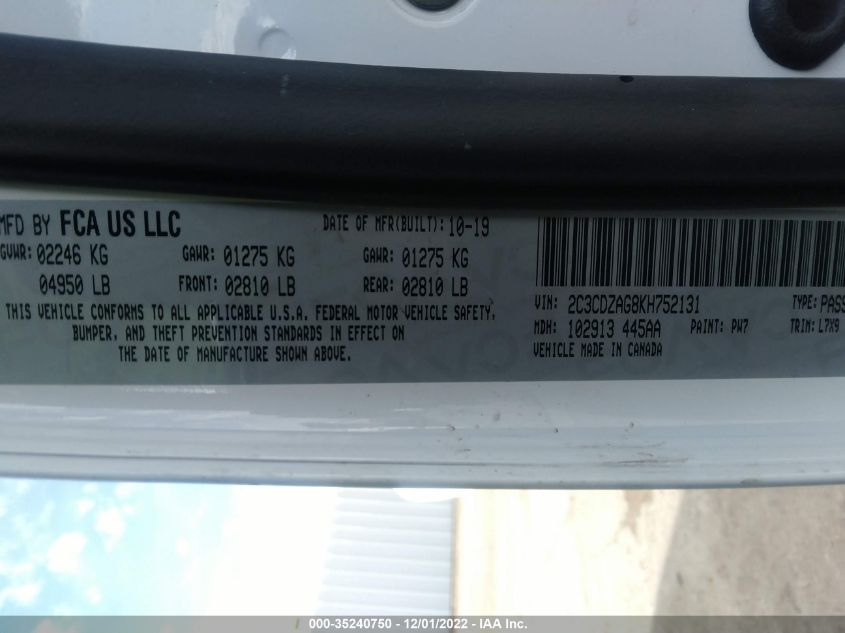 MFD BY FCA US LLC DATE OF MFR(BUILT): 10-19
GVWR: 02246 KG GAWR: 01275 KG GAWR: 01275 KG
04950 LB FRONT: 02810 LB REAR: 02810 LB
THIS VEHICLE CONFORMS TO ALL APPLICABLE U.S.A. FEDERAL MOTOR VEHICLE SAFETY,
BUMPER, AND THEFT PREVENTION STANDARDS IN EFFECT ON
THE DATE OF MANUFACTURE SHOWN ABOVE.
VIN: 2C3CDZAG8KH752131 TYPE: PASS
MDH: 102913 445AA PAINT: PW7 TRIM: L7X9
VEHICLE MADE IN CANADA
000-35240750 - 12/01/2022 - IAA Inc.